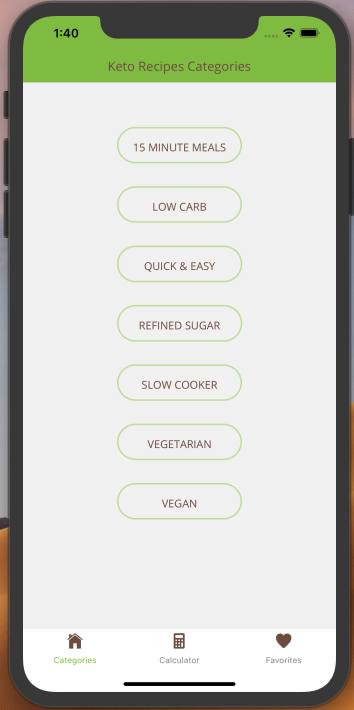 1:40
Keto Recipes Categories
15 MINUTE MEALS
LOW CARB
QUICK & EASY
REFINED SUGAR
SLOW COOKER
VEGETARIAN
VEGAN
Categories Calculator Favorites